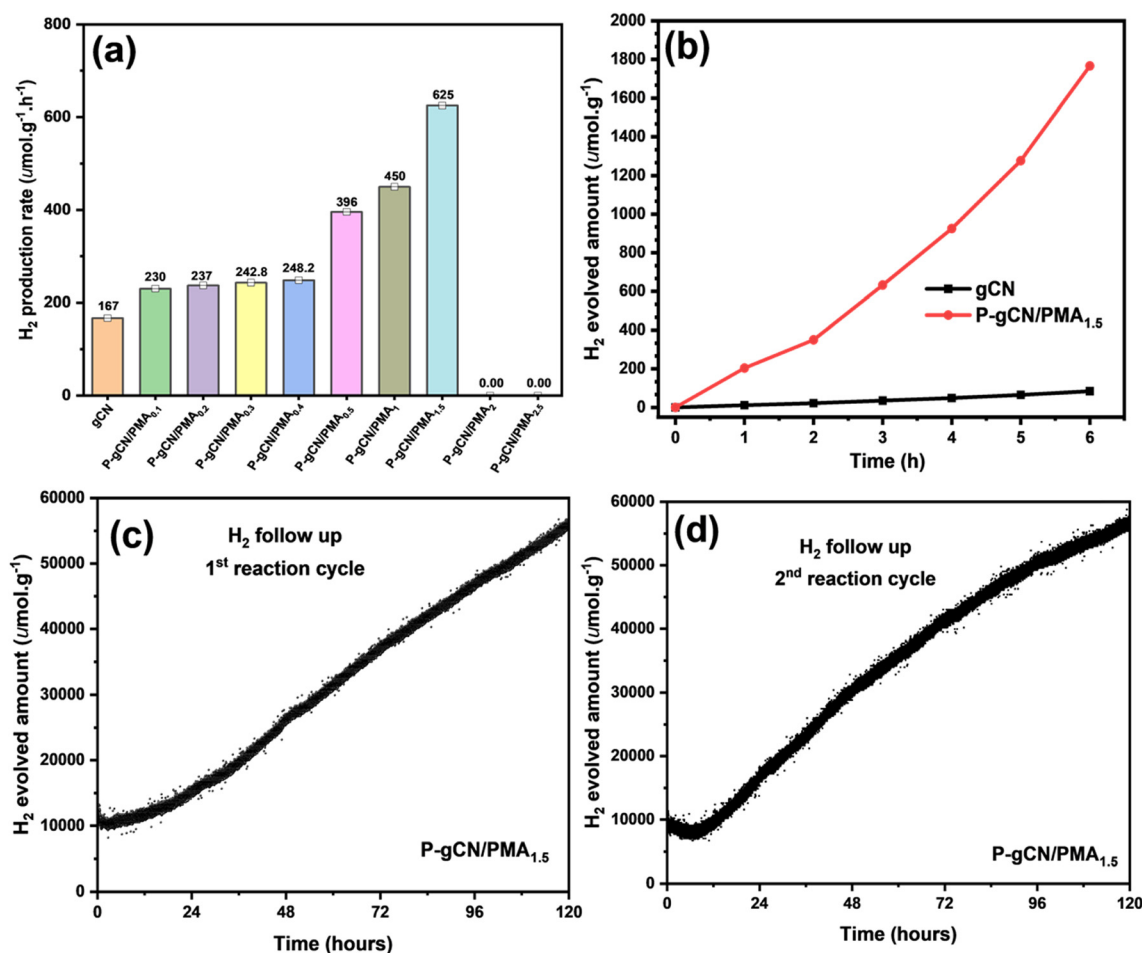 (a)
H₂ production rate (umol.g⁻¹.h⁻¹)
800
600
400
200
0
167
230
237
242.8
248.2
396
450
625
0.00
0.00
gCN
P-gCN/PMA₀.₁
P-gCN/PMA₀.₂
P-gCN/PMA₀.₃
P-gCN/PMA₀.₄
P-gCN/PMA₀.₅
P-gCN/PMA₁
P-gCN/PMA₁.₅
P-gCN/PMA₂
P-gCN/PMA₂.₅
(b)
H₂ evolved amount (umol.g⁻¹)
2000
1800
1600
1400
1200
1000
800
600
400
200
0
gCN
P-gCN/PMA₁.₅
0 1 2 3 4 5 6
Time (h)
(c)
H₂ follow up
1ˢᵗ reaction cycle
H₂ evolved amount (umol.g⁻¹)
60000
50000
40000
30000
20000
10000
0
P-gCN/PMA₁.₅
0 24 48 72 96 120
Time (hours)
(d)
H₂ follow up
2ⁿᵈ reaction cycle
H₂ evolved amount (umol.g⁻¹)
60000
50000
40000
30000
20000
10000
0
P-gCN/PMA₁.₅
0 24 48 72 96 120
Time (hours)